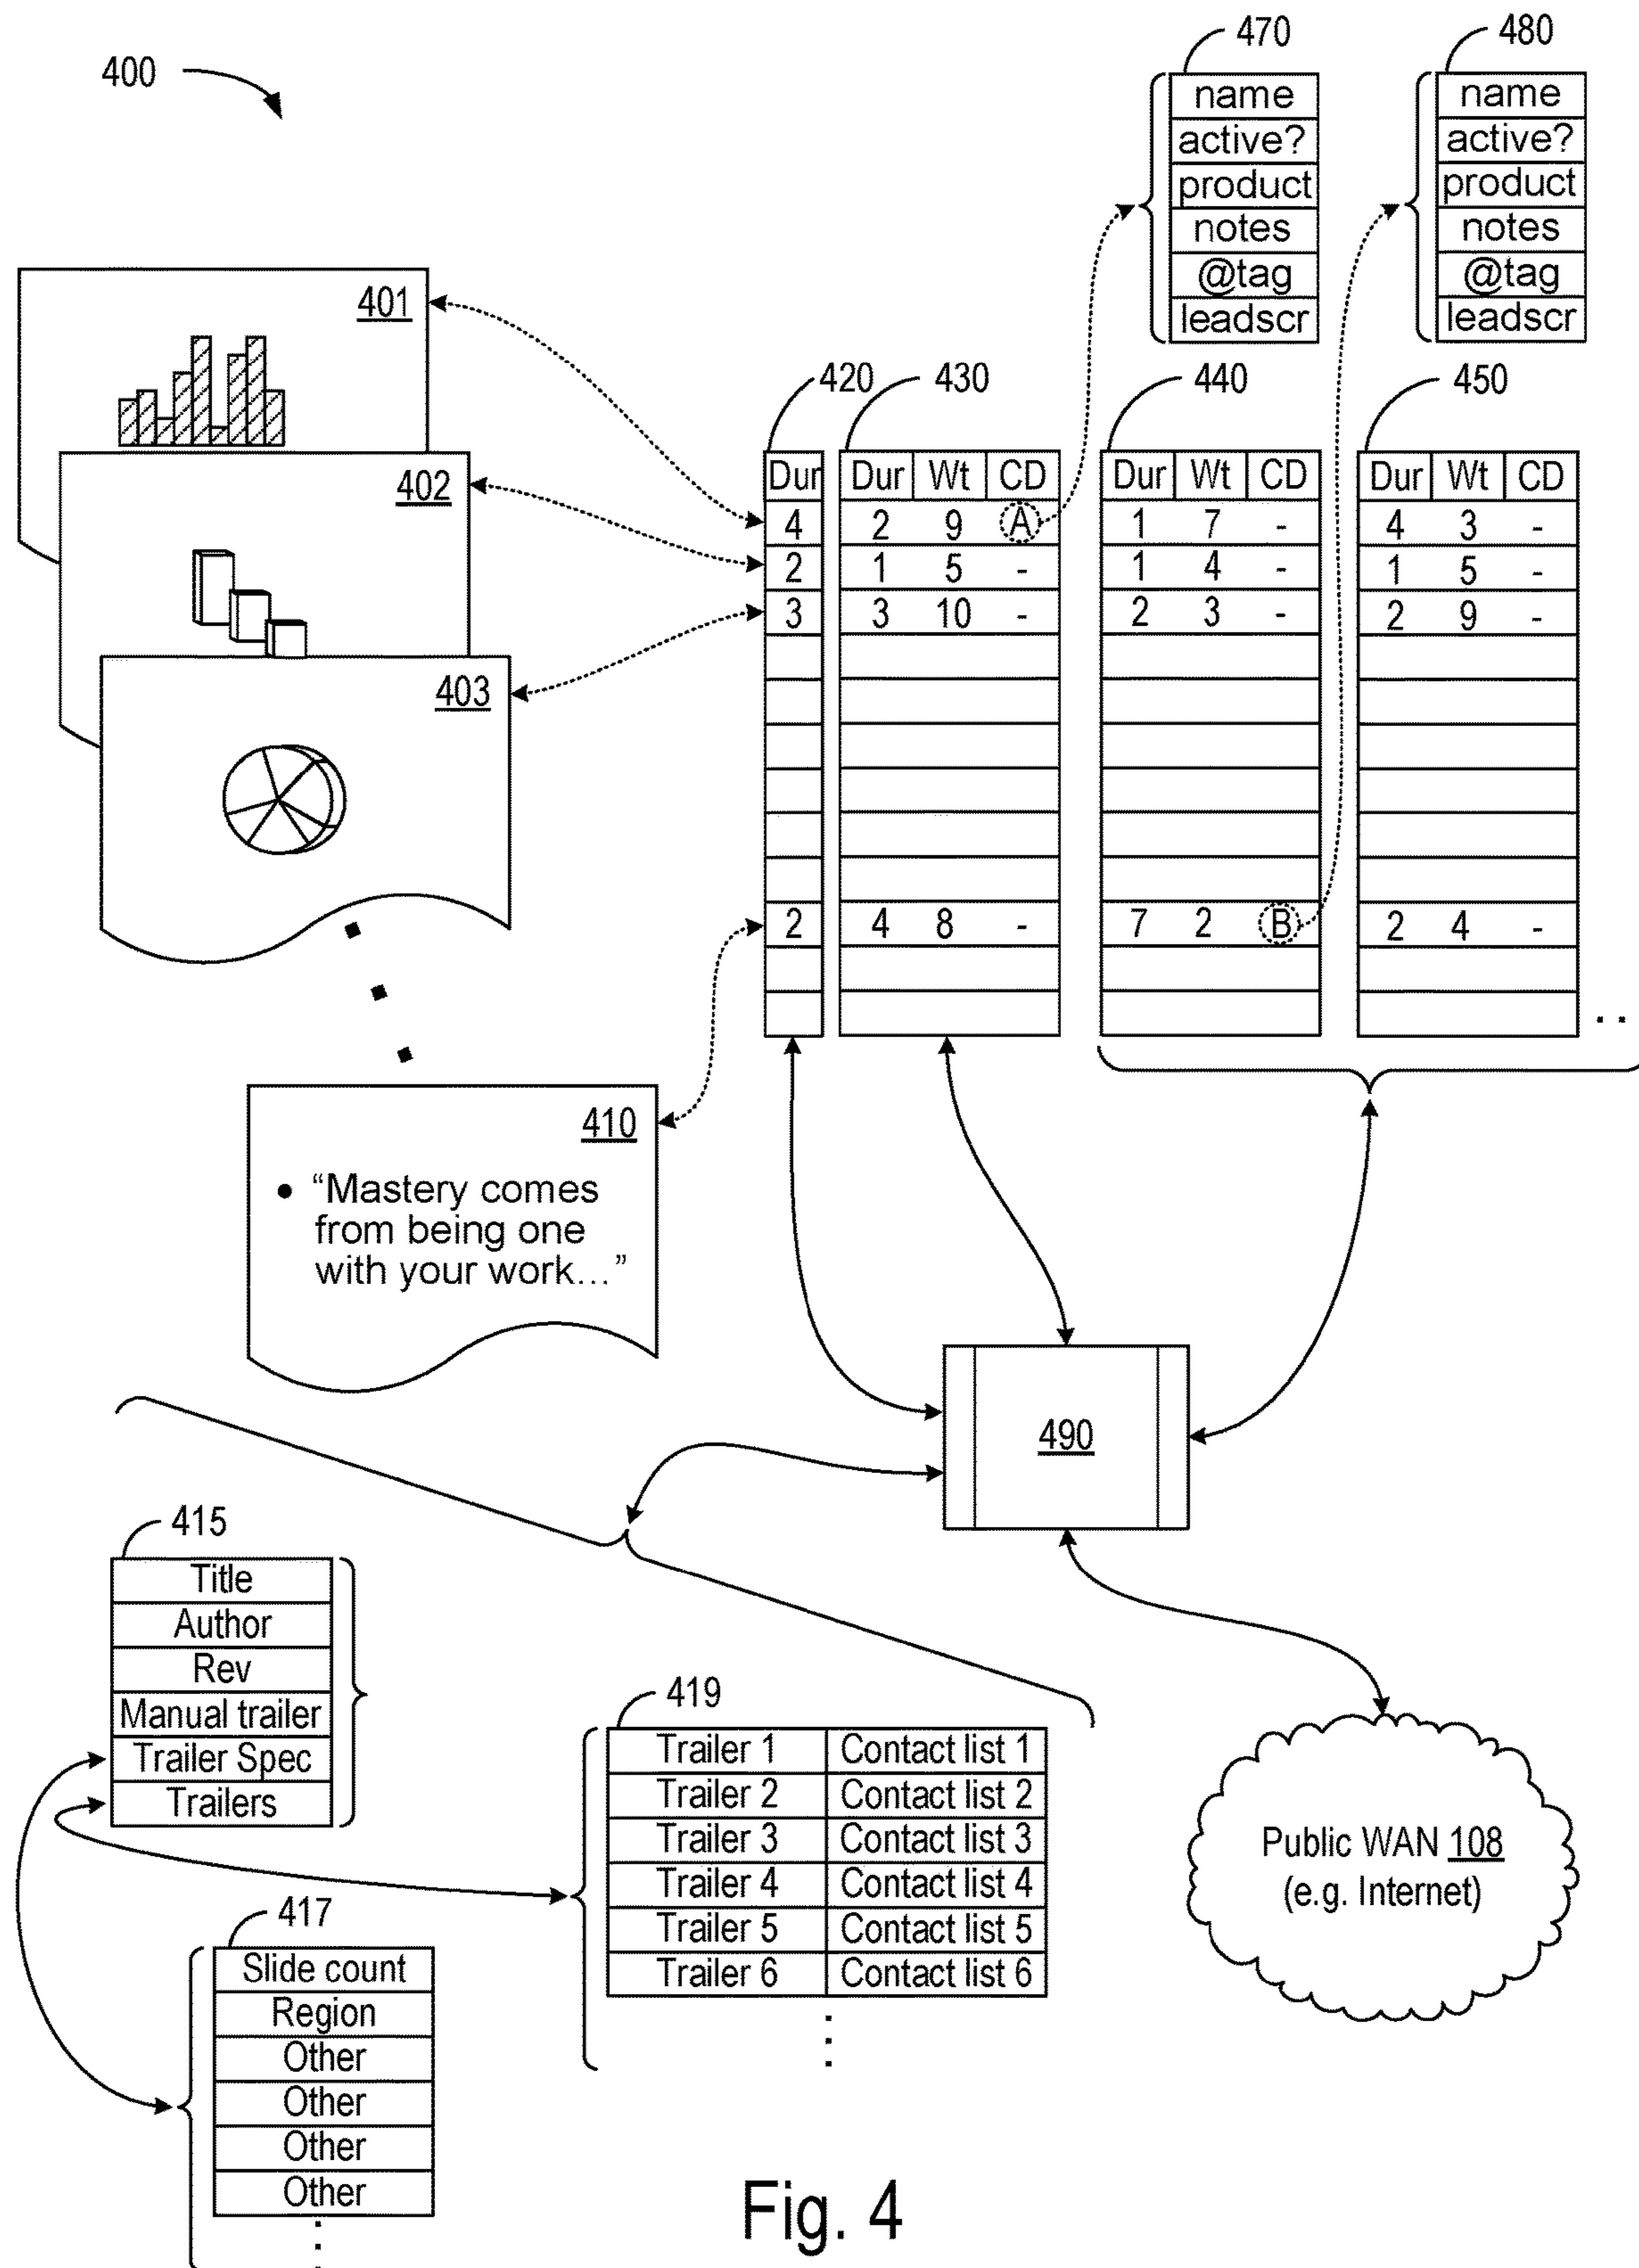 400
470
480
name
active?
product
notes
@tag
leadscr
name
active?
product
notes
@tag
leadscr
401
402
403
420
430
440
450
Dur
Dur Wt CD
Dur Wt CD
Dur Wt CD
4 2 9 A 1 7 - 4 3 -
2 1 5 - 1 4 - 1 5 -
3 3 10 - 2 3 - 2 9 -
2 4 8 - 7 2 B 2 4 -
410
• “Mastery comes
from being one
with your work...”
490
415
Title
Author
Rev
Manual trailer
Trailer Spec
Trailers
419
Trailer 1 Contact list 1
Trailer 2 Contact list 2
Trailer 3 Contact list 3
Trailer 4 Contact list 4
Trailer 5 Contact list 5
Trailer 6 Contact list 6
Public WAN 108
(e.g. Internet)
417
Slide count
Region
Other
Other
Other
Other
Fig. 4